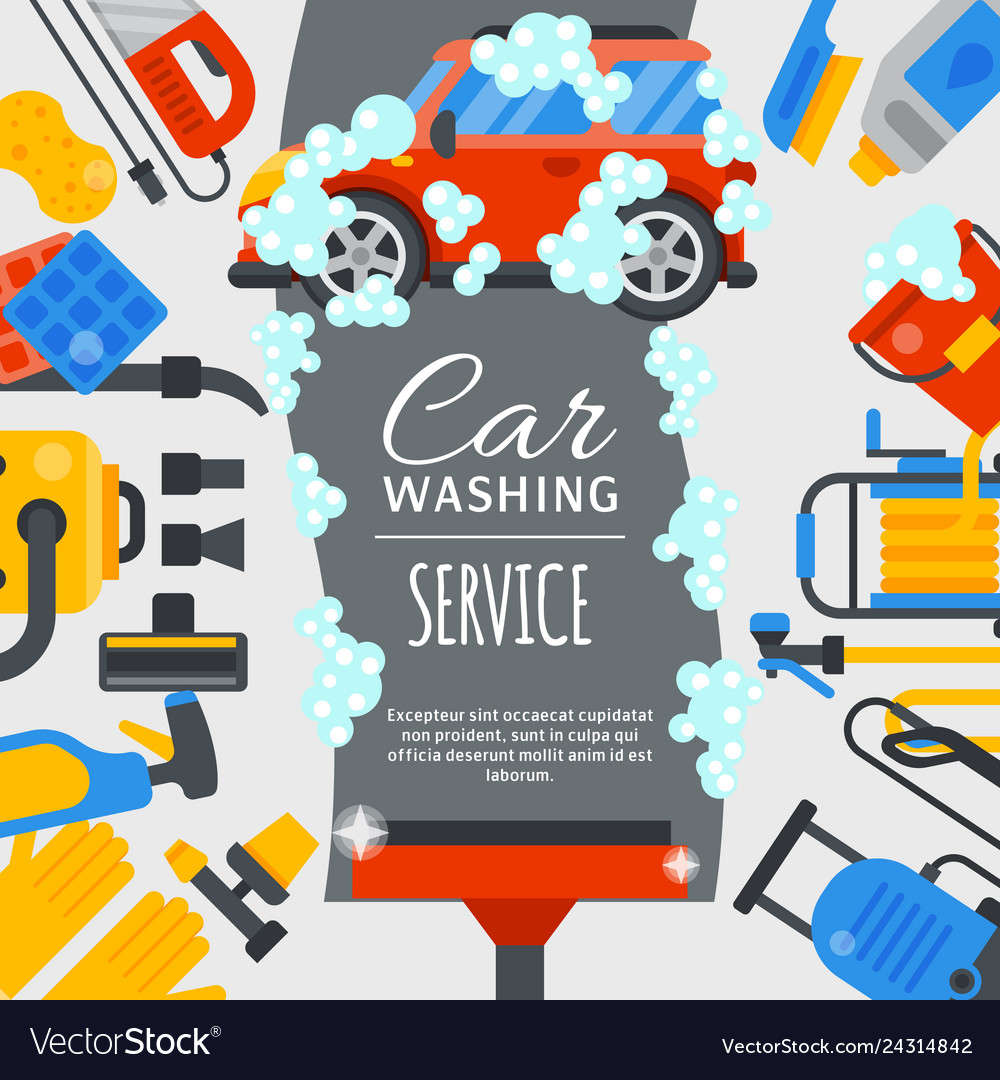 Car
WASHING
SERVICE
Excepteur sint occaecat cupidatat
non proident, sunt in culpa qui
officia deserunt mollit anim id est
laborum.
VectorStock®
VectorStock.com/24314842